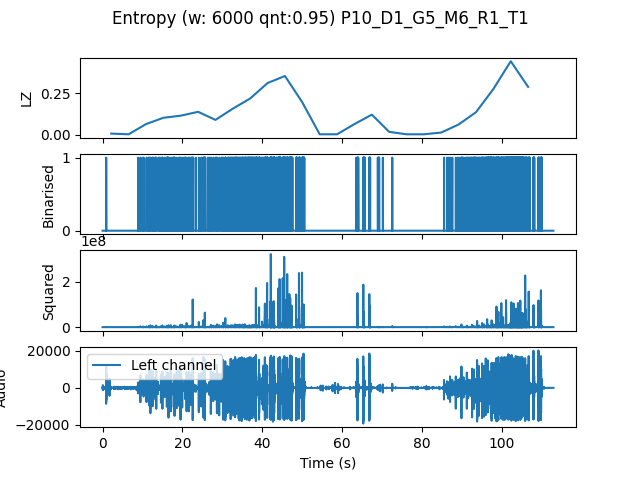 Entropy (w: 6000 qnt:0.95) P10_D1_G5_M6_R1_T1
LZ
0.25
0.00
Binarised
1
0
1e8
Squared
2
0
Audio
20000
0
−20000
Left channel
0 20 40 60 80 100
Time (s)